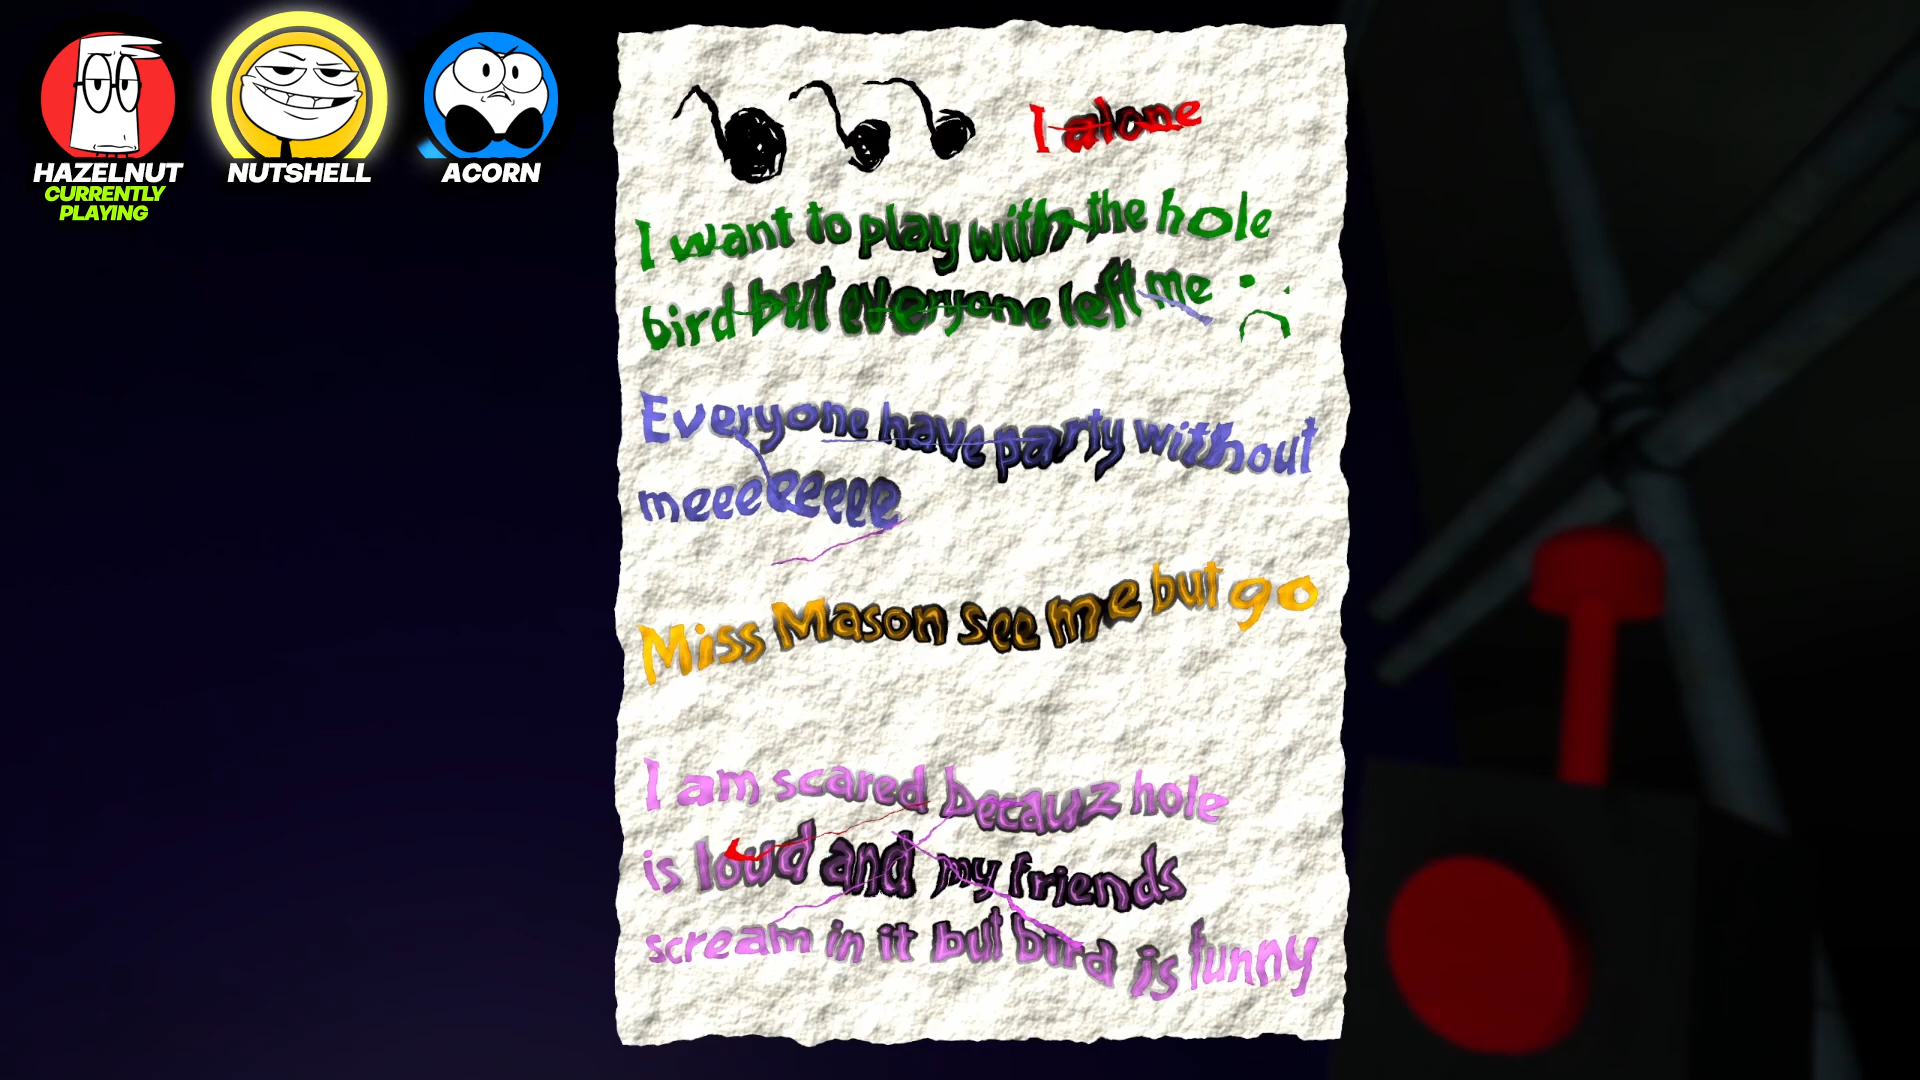 HAZELNUT
CURRENTLY
PLAYING
NUTSHELL
ACORN
I alone
I want to play with the hole
bird but everyone left me :(
Everyone have party without
meeeeeeee
Miss Mason see me but go
I am scared becauz hole
is loud and my friends
scream in it but bird is funny